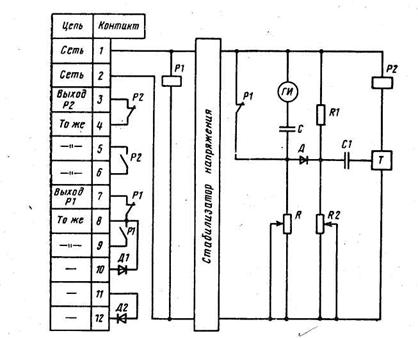 Цепь Контакт
Сеть 1
Сеть 2
Выход Р2 3
То же 4
—"— 5
—"— 6
Выход Р1 7
То же 8
—"— 9
— 10
— 11
— 12
Р2
Р2
Р1
Р1
Д1
Д2
Р1
Стабилизатор напряжения
Р1
ГИ
С
Д
R
R1
R2
С1
Р2
Т